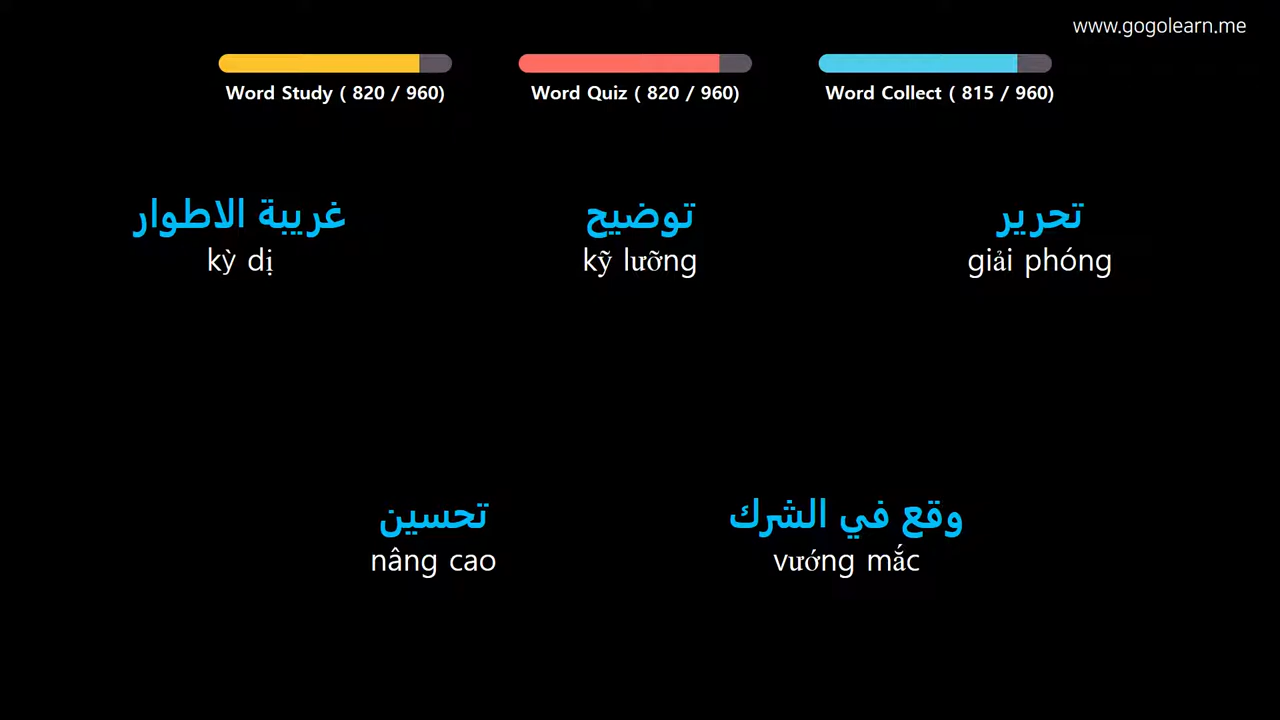 www.gogolearn.me
Word Study ( 820 / 960)
Word Quiz ( 820 / 960)
Word Collect ( 815 / 960)
غريبة الاطوار
kỳ dị
توضيح
kỹ lưỡng
تحرير
giải phóng
تحسين
nâng cao
وقع في الشرك
vướng mắc